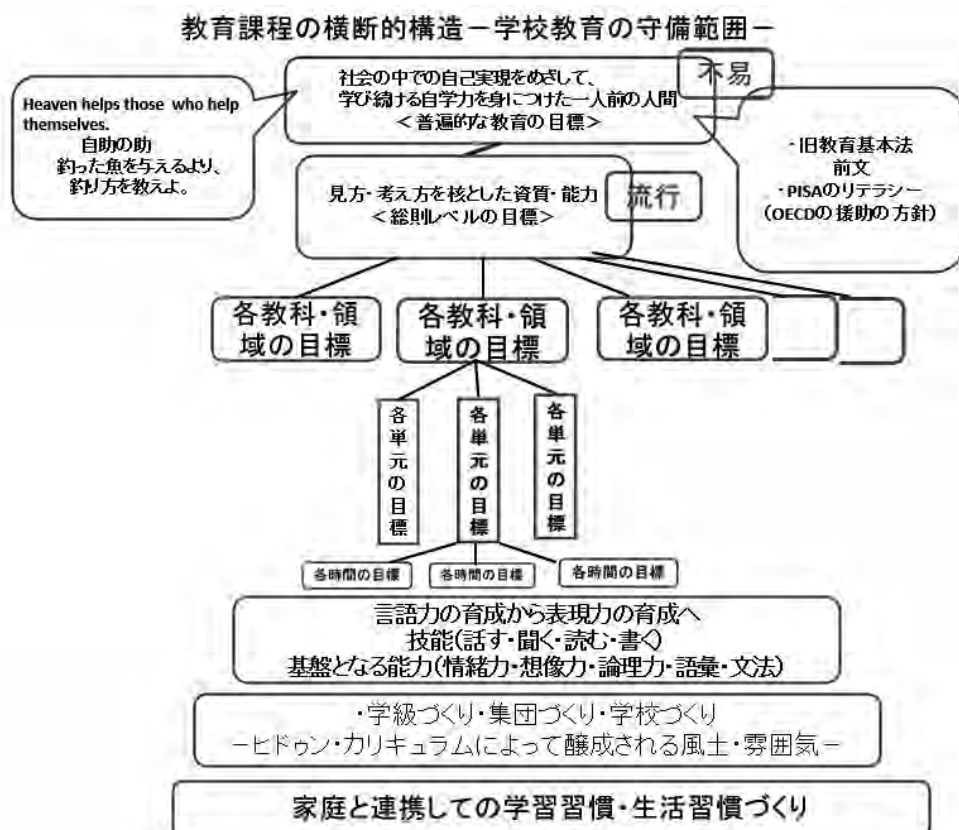 教育課程の横断的構造－学校教育の守備範囲－
不易
社会の中での自己実現をめざして、
学び続ける自学力を身につけた一人前の人間
＜普遍的な教育の目標＞
Heaven helps those who help
themselves.
自助の助
釣った魚を与えるより、
釣り方を教えよ。
・旧教育基本法
前文
・PISAのリテラシー
（OECDの援助の方針）
見方・考え方を核とした資質・能力
＜総則レベルの目標＞
流行
各教科・領
域の目標
各教科・領
域の目標
各教科・領
域の目標
各単元の目標
各単元の目標
各単元の目標
各時間の目標
各時間の目標
各時間の目標
言語力の育成から表現力の育成へ
技能（話す・聞く・読む・書く）
基盤となる能力（情緒力・想像力・論理力・語彙・文法）
・学級づくり・集団づくり・学校づくり
－ヒドゥン・カリキュラムによって醸成される風土・雰囲気－
家庭と連携しての学習習慣・生活習慣づくり